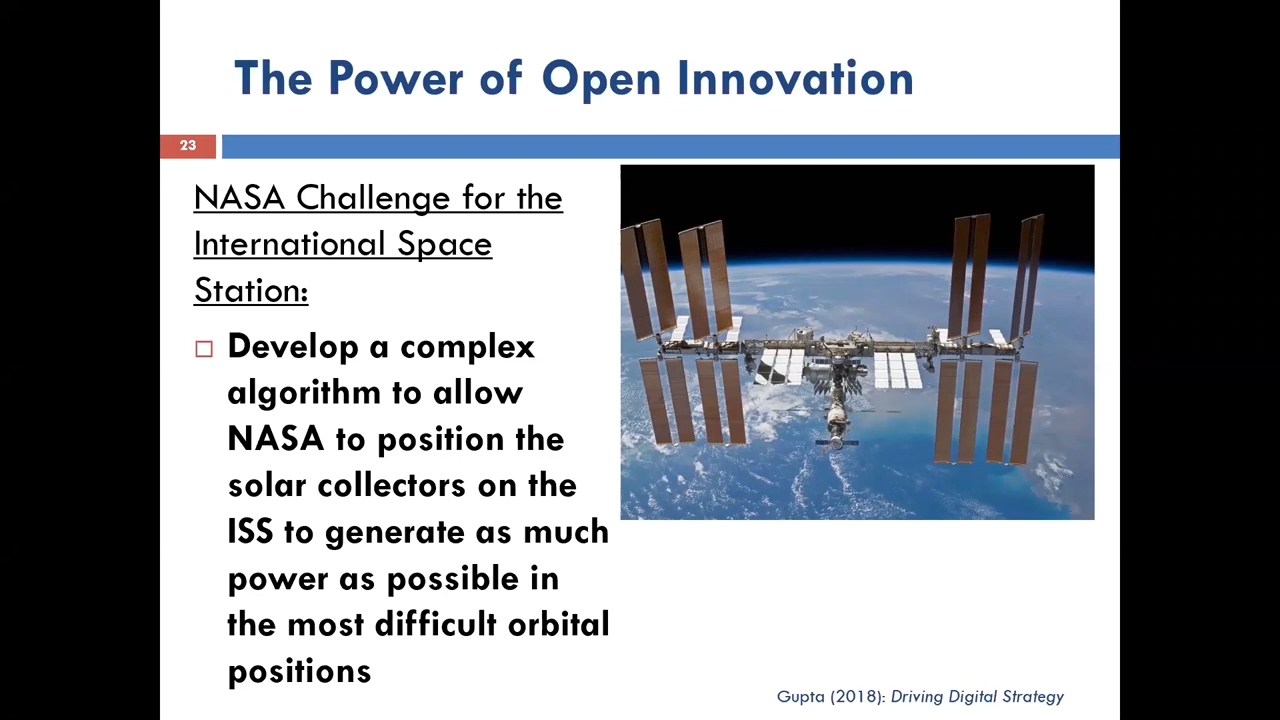 The Power of Open Innovation
23
NASA Challenge for the
International Space
Station:
Develop a complex
algorithm to allow
NASA to position the
solar collectors on the
ISS to generate as much
power as possible in
the most difficult orbital
positions
Gupta (2018): Driving Digital Strategy